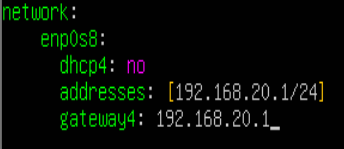 network:
    enp0s8:
      dhcp4: no
      addresses: [192.168.20.1/24]
      gateway4: 192.168.20.1_